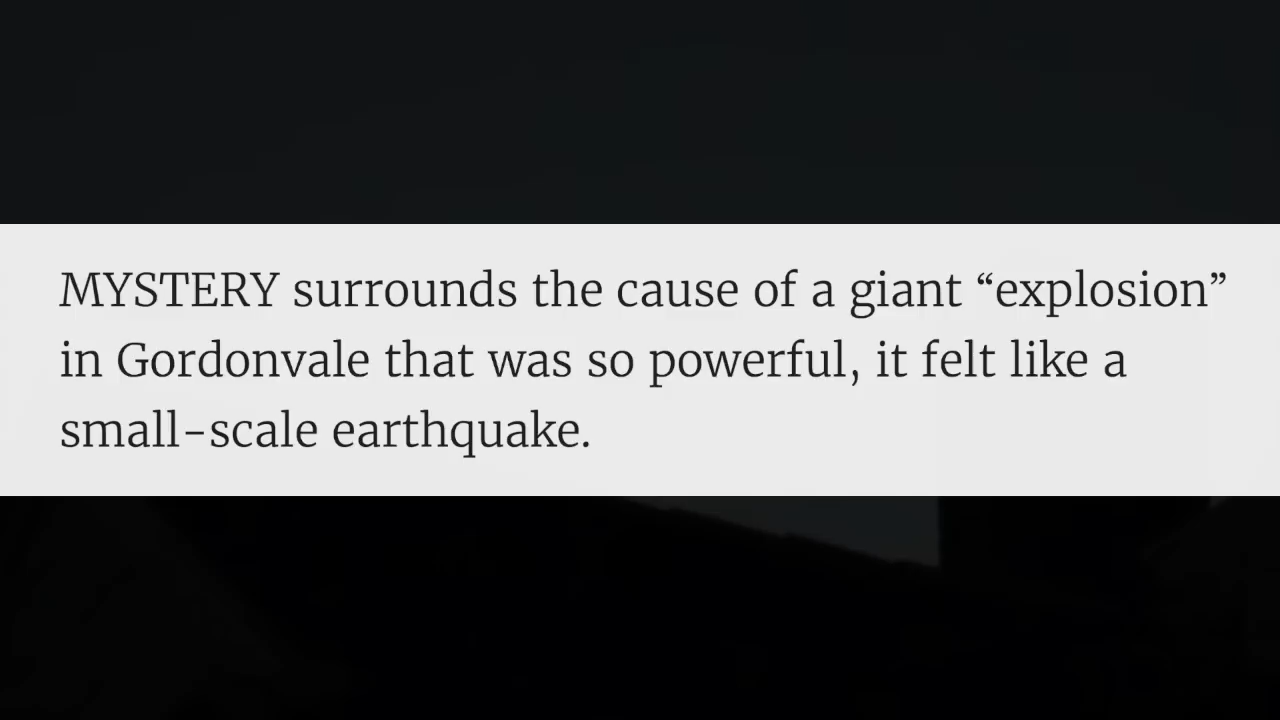 MYSTERY surrounds the cause of a giant “explosion”
in Gordonvale that was so powerful, it felt like a
small-scale earthquake.